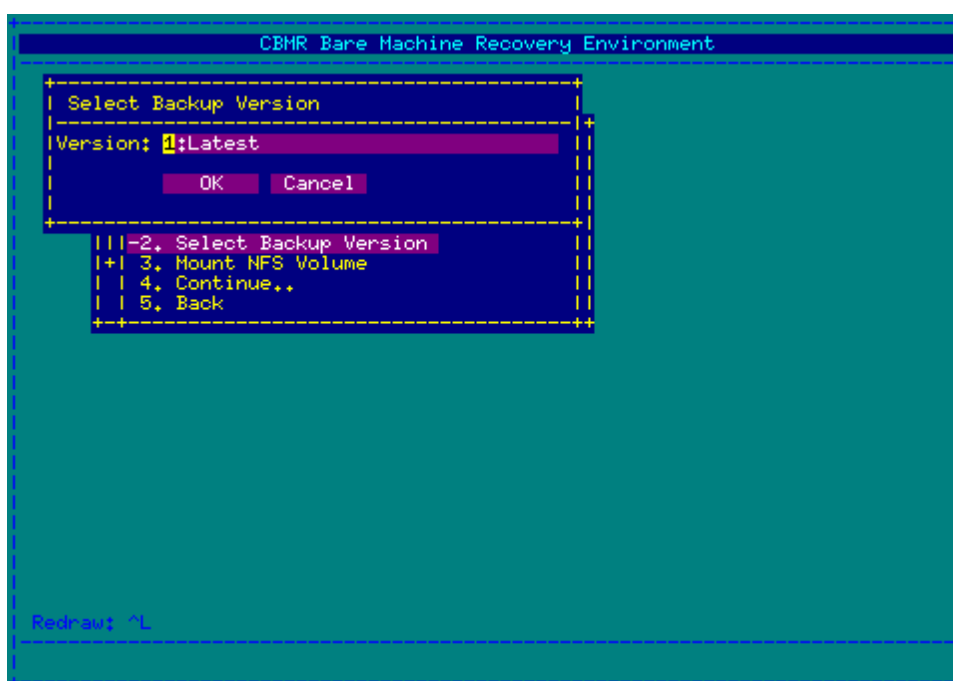 CBMR Bare Machine Recovery Environment
Select Backup Version
Version: 1:Latest
OK Cancel
-2. Select Backup Version
3. Mount NFS Volume
4. Continue..
5. Back
Redraw: ^L